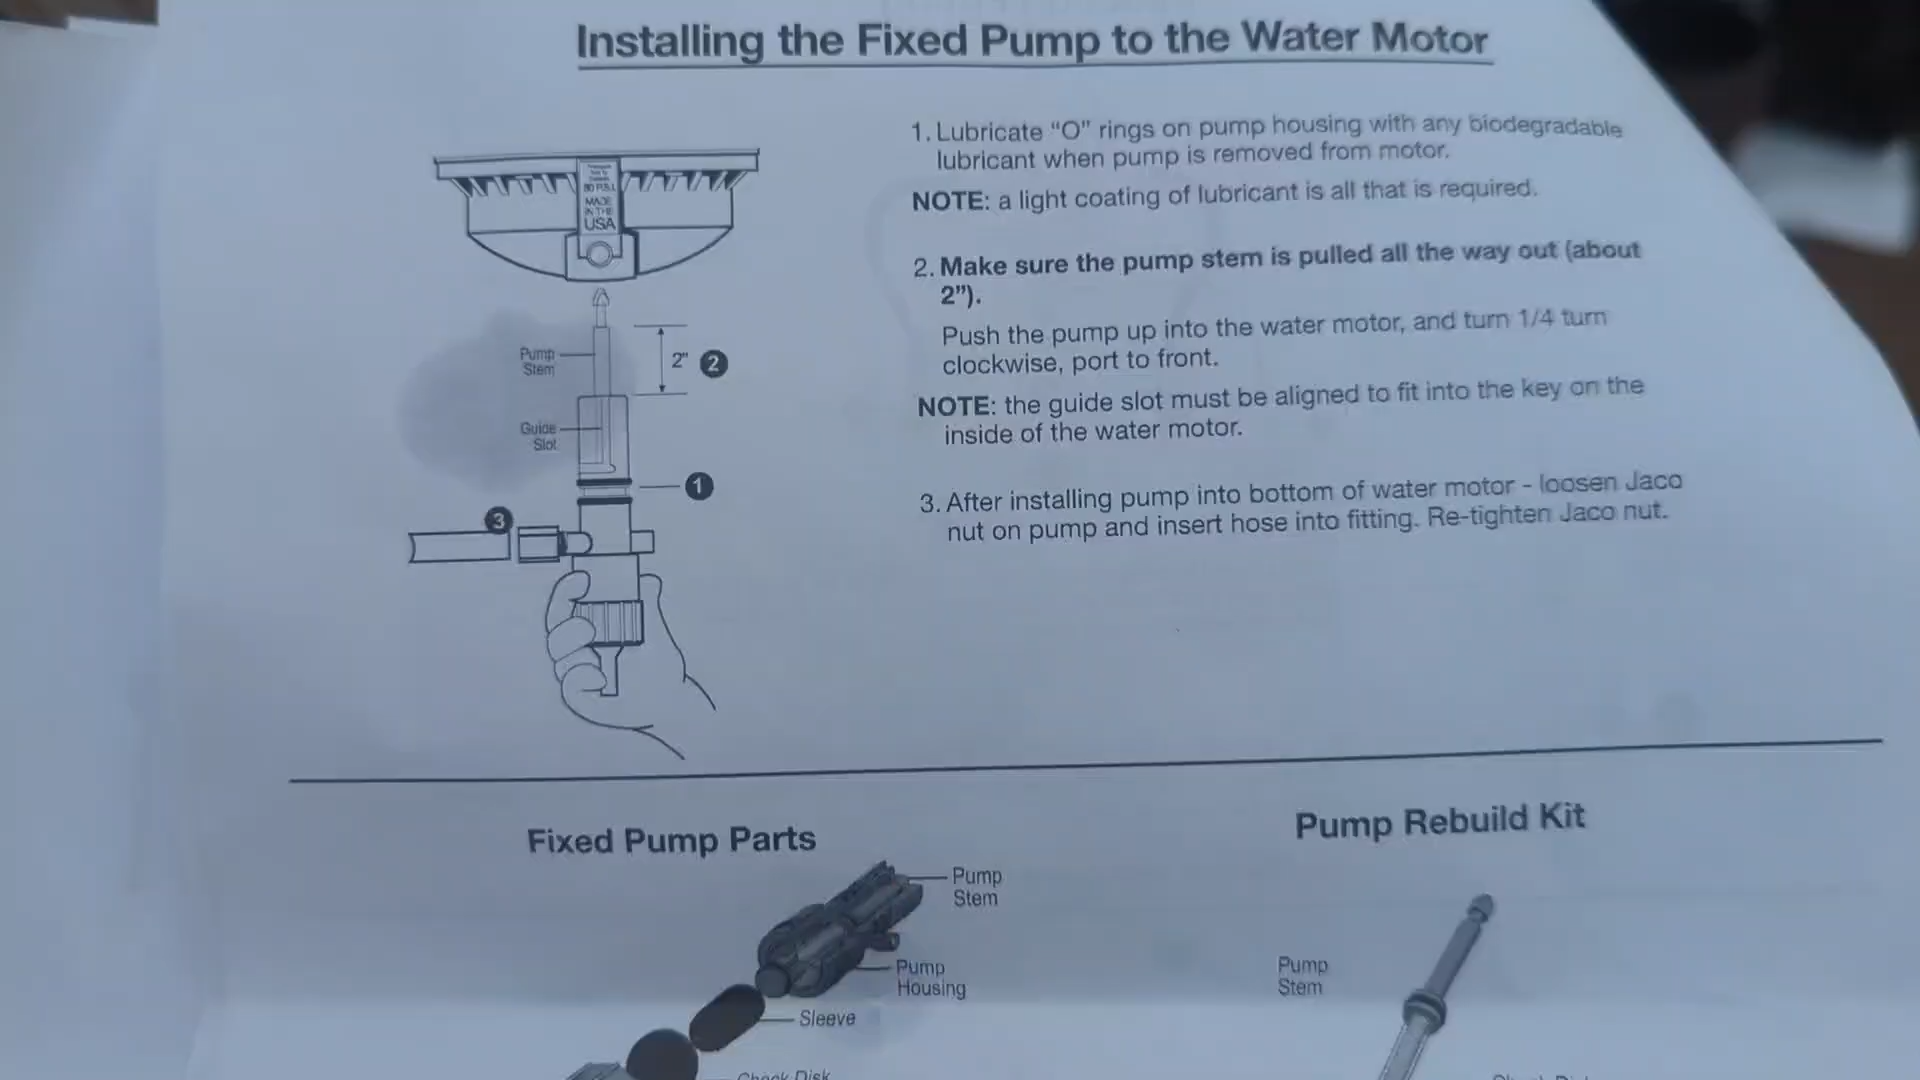 Installing the Fixed Pump to the Water Motor
80 P.S.I.
MADE
IN THE
USA
Pump
Stem
2" 2
Guide
Slot
1
3
1. Lubricate “O” rings on pump housing with any biodegradable
lubricant when pump is removed from motor.
NOTE: a light coating of lubricant is all that is required.
2. Make sure the pump stem is pulled all the way out (about
2”).
Push the pump up into the water motor, and turn 1/4 turn
clockwise, port to front.
NOTE: the guide slot must be aligned to fit into the key on the
inside of the water motor.
3. After installing pump into bottom of water motor - loosen Jaco
nut on pump and insert hose into fitting. Re-tighten Jaco nut.
Fixed Pump Parts
Pump
Stem
Pump
Housing
Sleeve
Check Disk
Pump Rebuild Kit
Pump
Stem